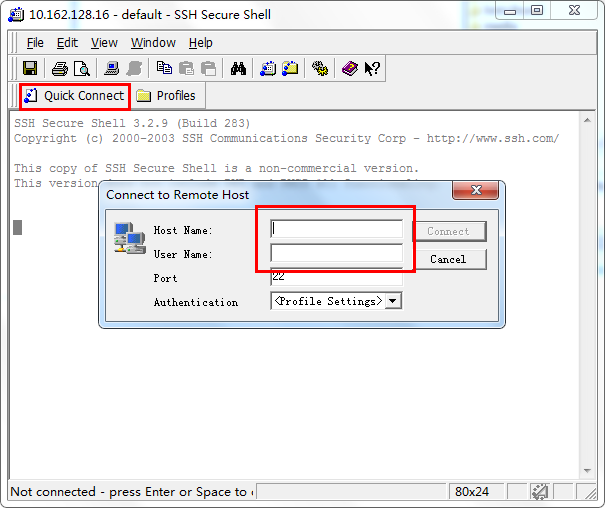 10.162.128.16 - default - SSH Secure Shell
File Edit View Window Help
Quick Connect Profiles
SSH Secure Shell 3.2.9 (Build 283)
Copyright (c) 2000-2003 SSH Communications Security Corp - http://www.ssh.com/
This copy of SSH Secure Shell is a non-commercial version.
This version
Connect to Remote Host
Host Name:
Connect
User Name:
Cancel
Port 22
Authentication <Profile Settings>
Not connected - press Enter or Space to 80x24